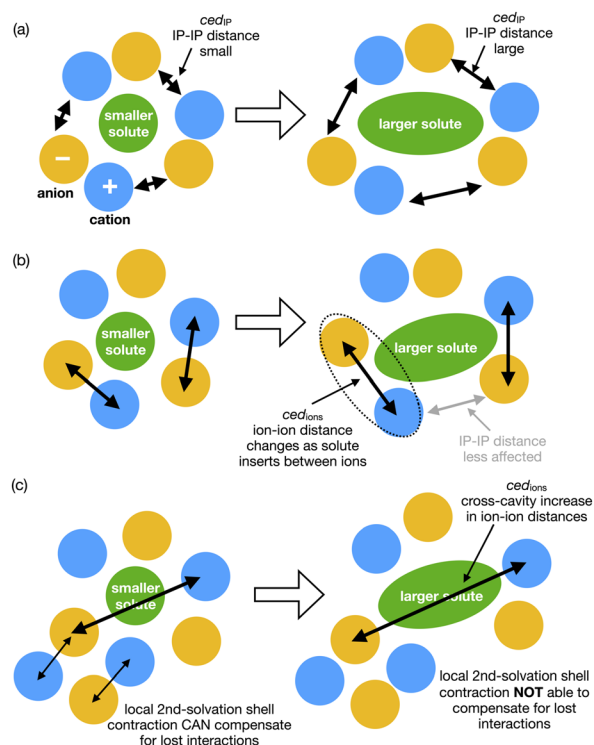 (a)
ced_IP
IP-IP distance
small
smaller
solute
−
anion
+
cation
ced_IP
IP-IP distance
large
larger solute
(b)
smaller
solute
larger solute
ced_ions
ion-ion distance
changes as solute
inserts between ions
IP-IP distance
less affected
(c)
smaller
solute
local 2nd-solvation shell
contraction CAN compensate
for lost interactions
ced_ions
cross-cavity increase
in ion-ion distances
larger solute
local 2nd-solvation shell
contraction NOT able to
compensate for lost
interactions